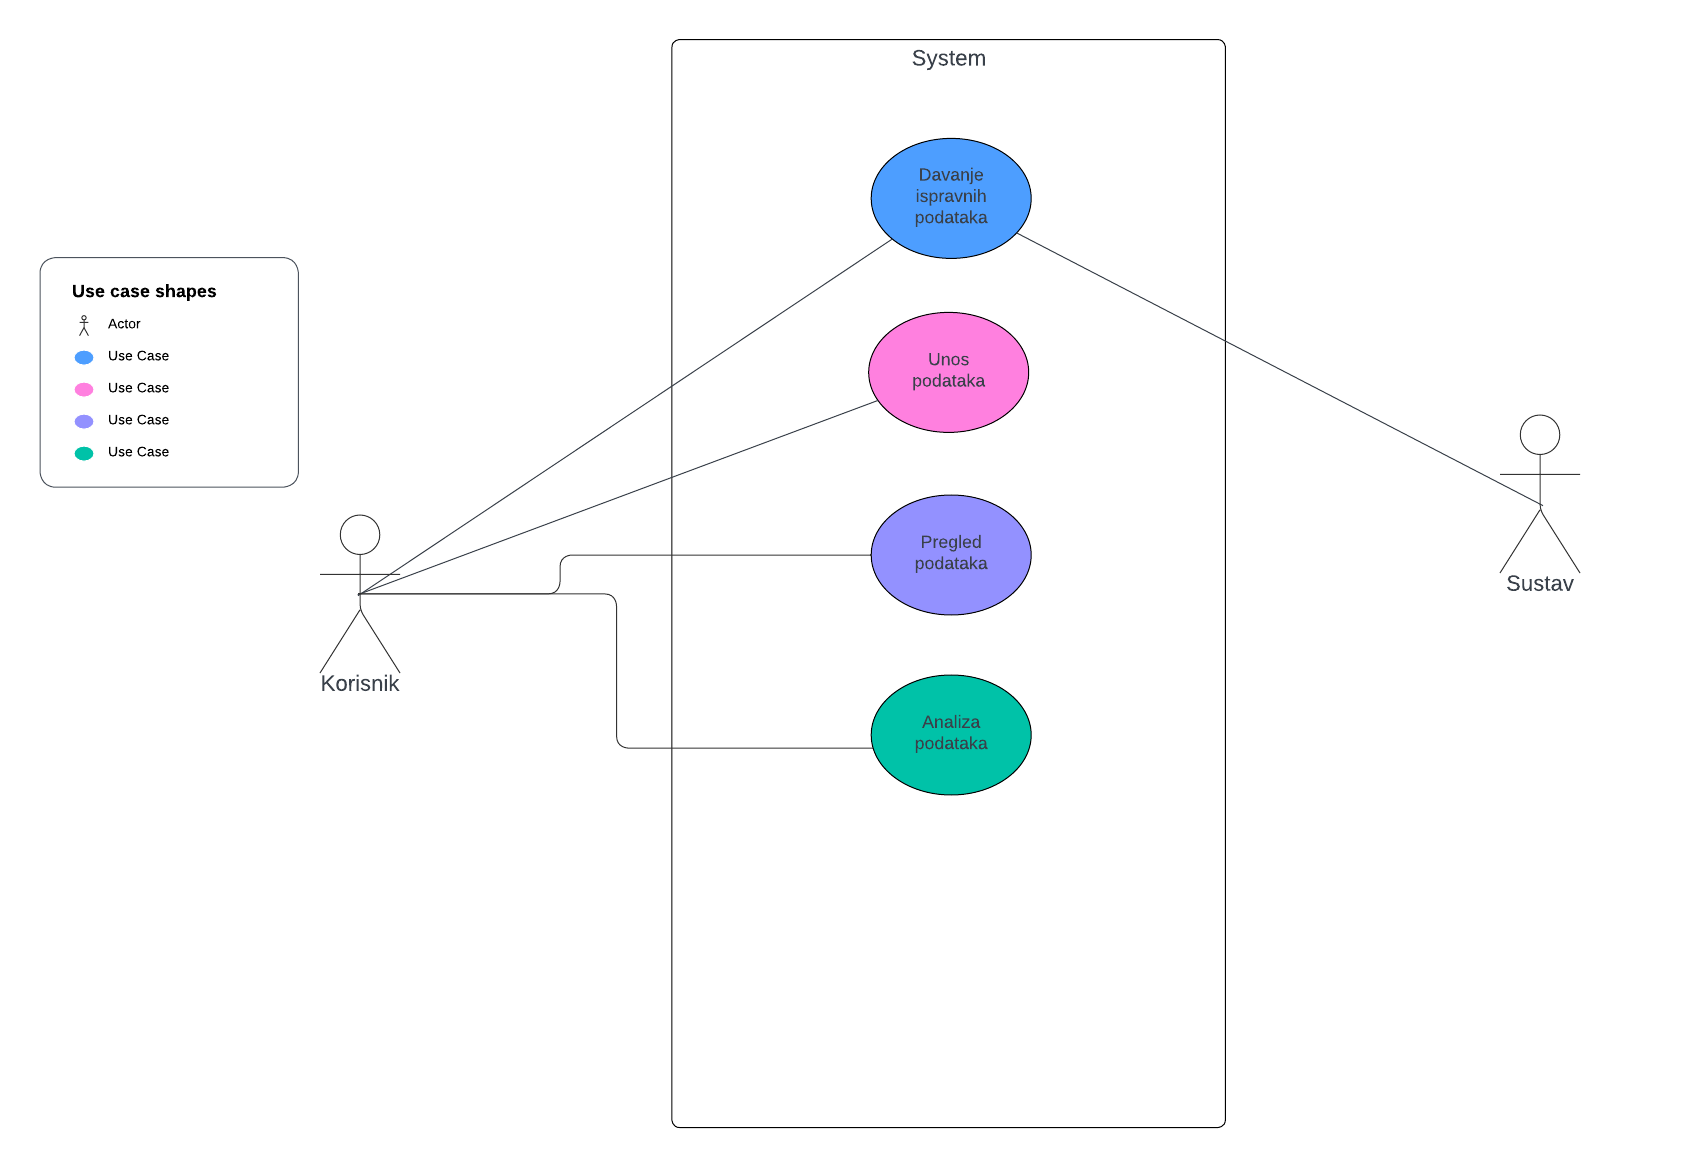 System
Davanje
ispravnih
podataka
Use case shapes
Actor
Use Case
Use Case
Use Case
Use Case
Unos
podataka
Pregled
podataka
Sustav
Korisnik
Analiza
podataka